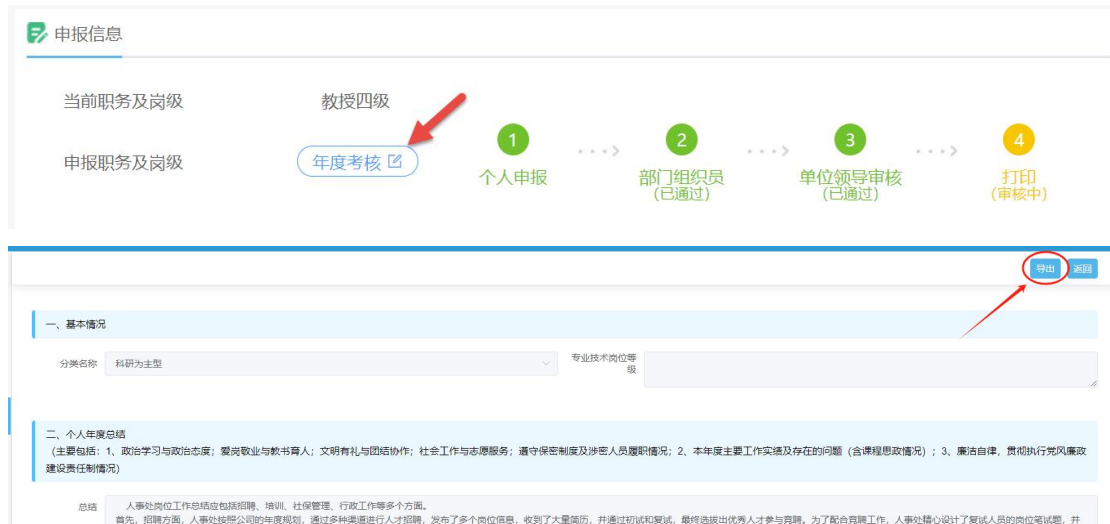 申报信息
当前职务及岗级 教授四级
申报职务及岗级 年度考核
1 2 3 4
个人申报 部门组织员 单位领导审核 打印
(已通过) (已通过) (审核中)
导出 返回
一、基本情况
分类名称 科研为主型 专业技术岗位等
级
二、个人年度总结
(主要包括：1、政治学习与政治态度；爱岗敬业与教书育人；文明有礼与团结协作；社会工作与志愿服务；遵守保密制度及涉密人员履职情况；2、本年度主要工作实绩及存在的问题（含课程思政情况）；3、廉洁自律，贯彻执行党风廉政
建设责任制情况)
总结 人事处岗位工作总结应包括招聘、培训、社保管理、行政工作等多个方面。
首先，招聘方面，人事处按照公司的年度规划，通过多种渠道进行人才招聘，发布了多个岗位信息，收到了大量简历，并通过初试和复试，最终选拔出优秀人才参与竞聘。为了配合竞聘工作，人事处精心设计了复试人员的岗位笔试题，并